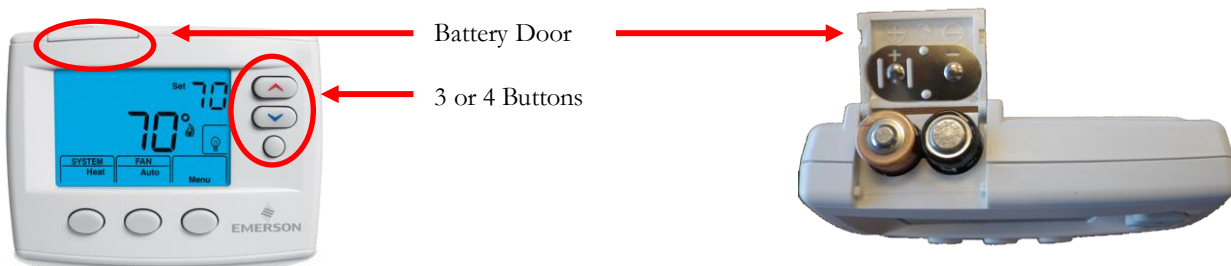 Battery Door
3 or 4 Buttons
Set 70
70°
SYSTEM
Heat
FAN
Auto
Menu
EMERSON